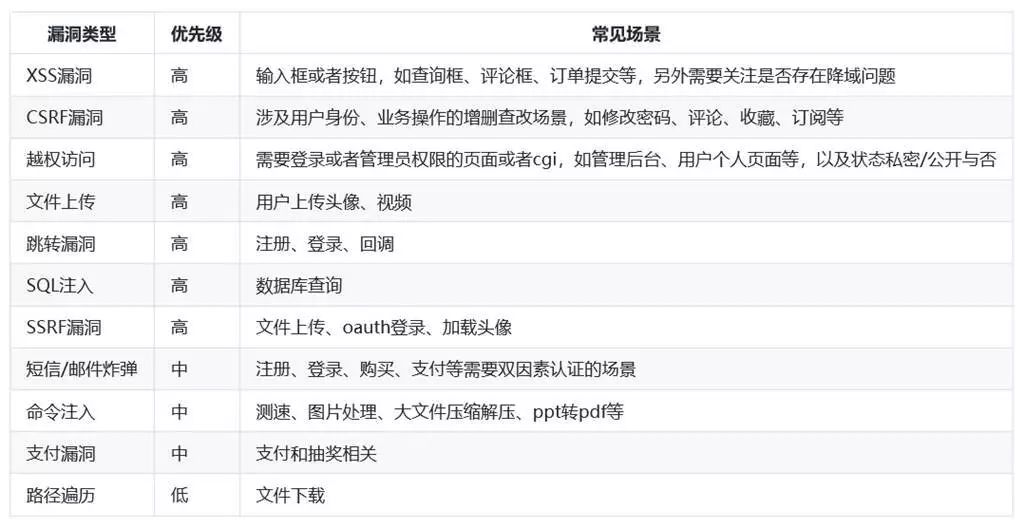 漏洞类型 优先级 常见场景
XSS漏洞 高 输入框或者按钮，如查询框、评论框、订单提交等，另外需要关注是否存在降域问题
CSRF漏洞 高 涉及用户身份、业务操作的增删查改场景，如修改密码、评论、收藏、订阅等
越权访问 高 需要登录或者管理员权限的页面或者cgi，如管理后台、用户个人页面等，以及状态私密/公开与否
文件上传 高 用户上传头像、视频
跳转漏洞 高 注册、登录、回调
SQL注入 高 数据库查询
SSRF漏洞 高 文件上传、oauth登录、加载头像
短信/邮件炸弹 中 注册、登录、购买、支付等需要双因素认证的场景
命令注入 中 测速、图片处理、大文件压缩解压、ppt转pdf等
支付漏洞 中 支付和抽奖相关
路径遍历 低 文件下载